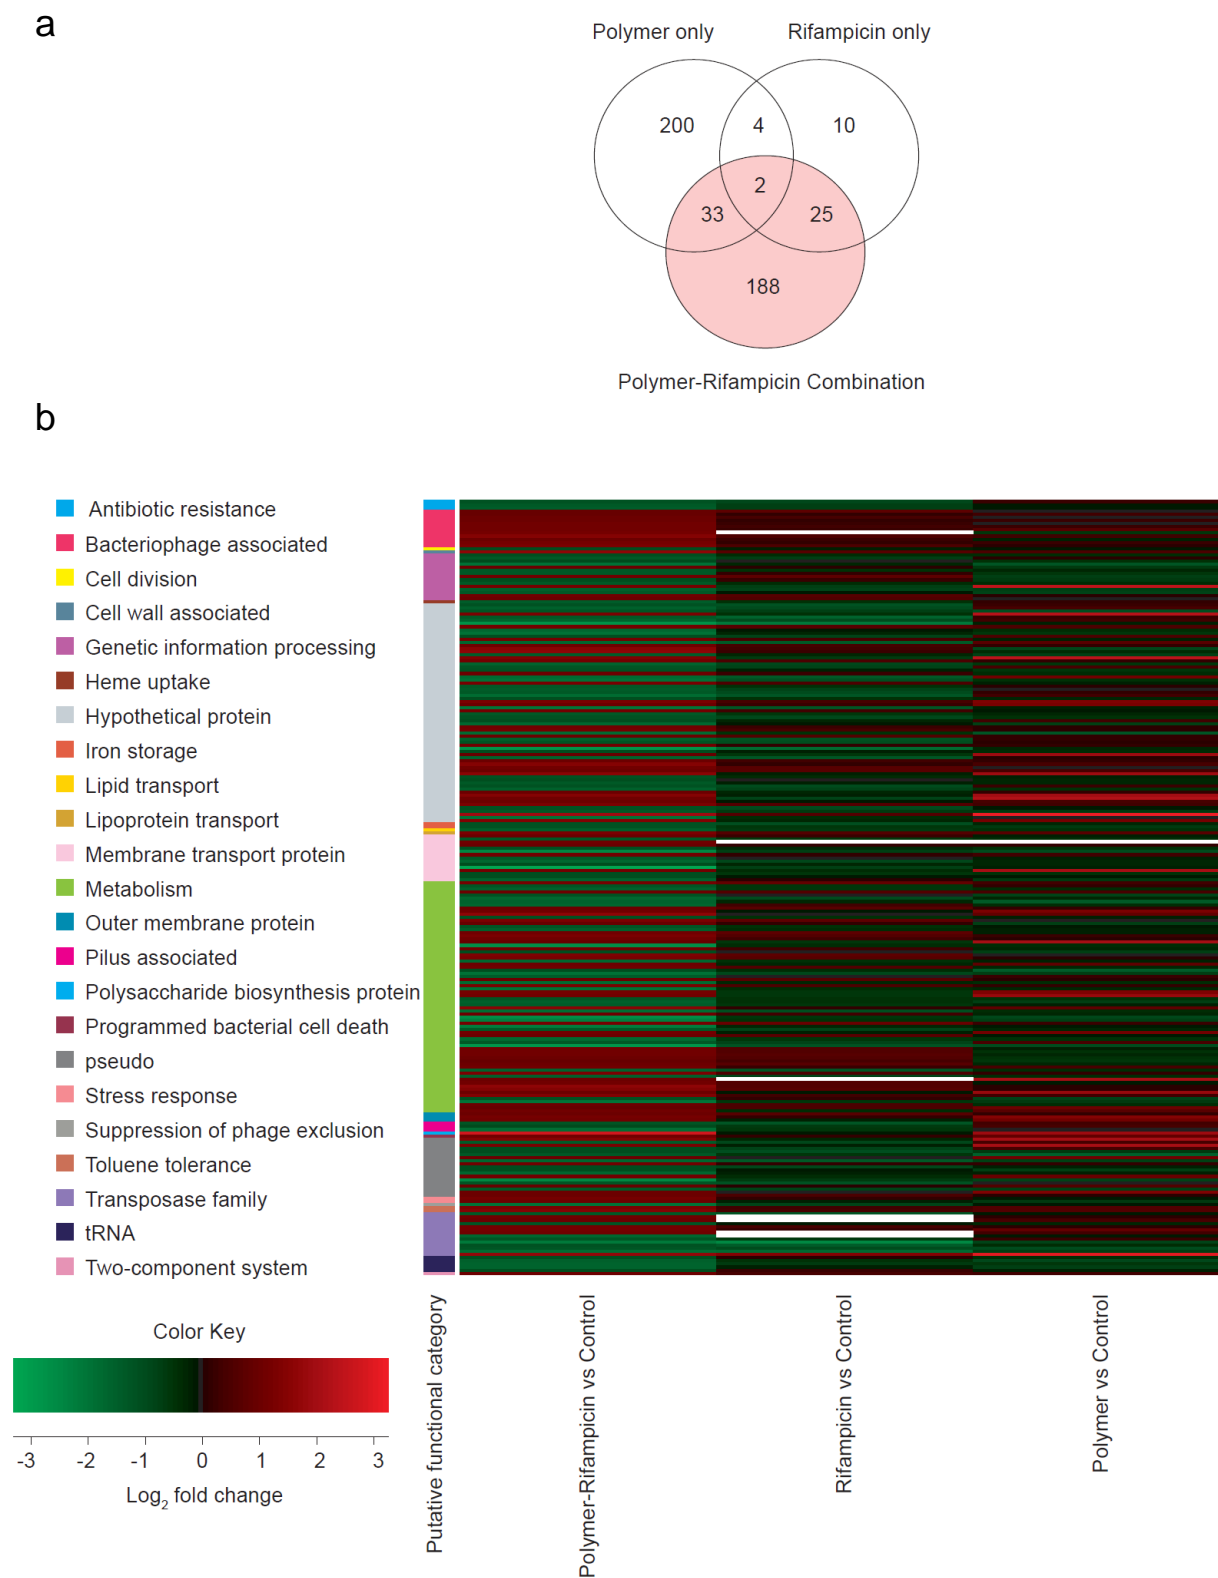 a
Polymer only
Rifampicin only
200
4
10
2
33
25
188
Polymer-Rifampicin Combination
b
Antibiotic resistance
Bacteriophage associated
Cell division
Cell wall associated
Genetic information processing
Heme uptake
Hypothetical protein
Iron storage
Lipid transport
Lipoprotein transport
Membrane transport protein
Metabolism
Outer membrane protein
Pilus associated
Polysaccharide biosynthesis protein
Programmed bacterial cell death
pseudo
Stress response
Suppression of phage exclusion
Toluene tolerance
Transposase family
tRNA
Two-component system
Color Key
-3 -2 -1 0 1 2 3
Log2 fold change
Putative functional category
Polymer-Rifampicin vs Control
Rifampicin vs Control
Polymer vs Control